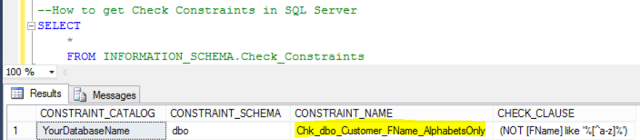 --How to get Check Constraints in SQL Server
SELECT
*
FROM INFORMATION_SCHEMA.Check_Constraints
100 %
Results Messages
CONSTRAINT_CATALOG CONSTRAINT_SCHEMA CONSTRAINT_NAME CHECK_CLAUSE
1 YourDatabaseName dbo Chk_dbo_Customer_FName_AlphabetsOnly (NOT [FName] like '%[^a-z]%')